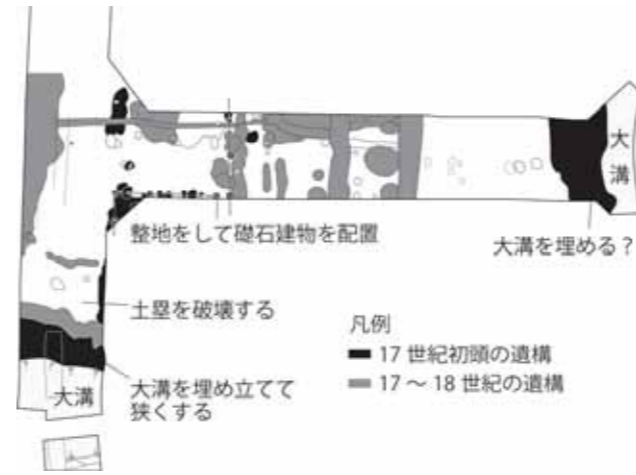 大溝
整地をして礎石建物を配置
大溝を埋める？
土塁を破壊する
凡例
17 世紀初頭の遺構
17 ～ 18 世紀の遺構
大溝
大溝を埋め立てて
狭くする